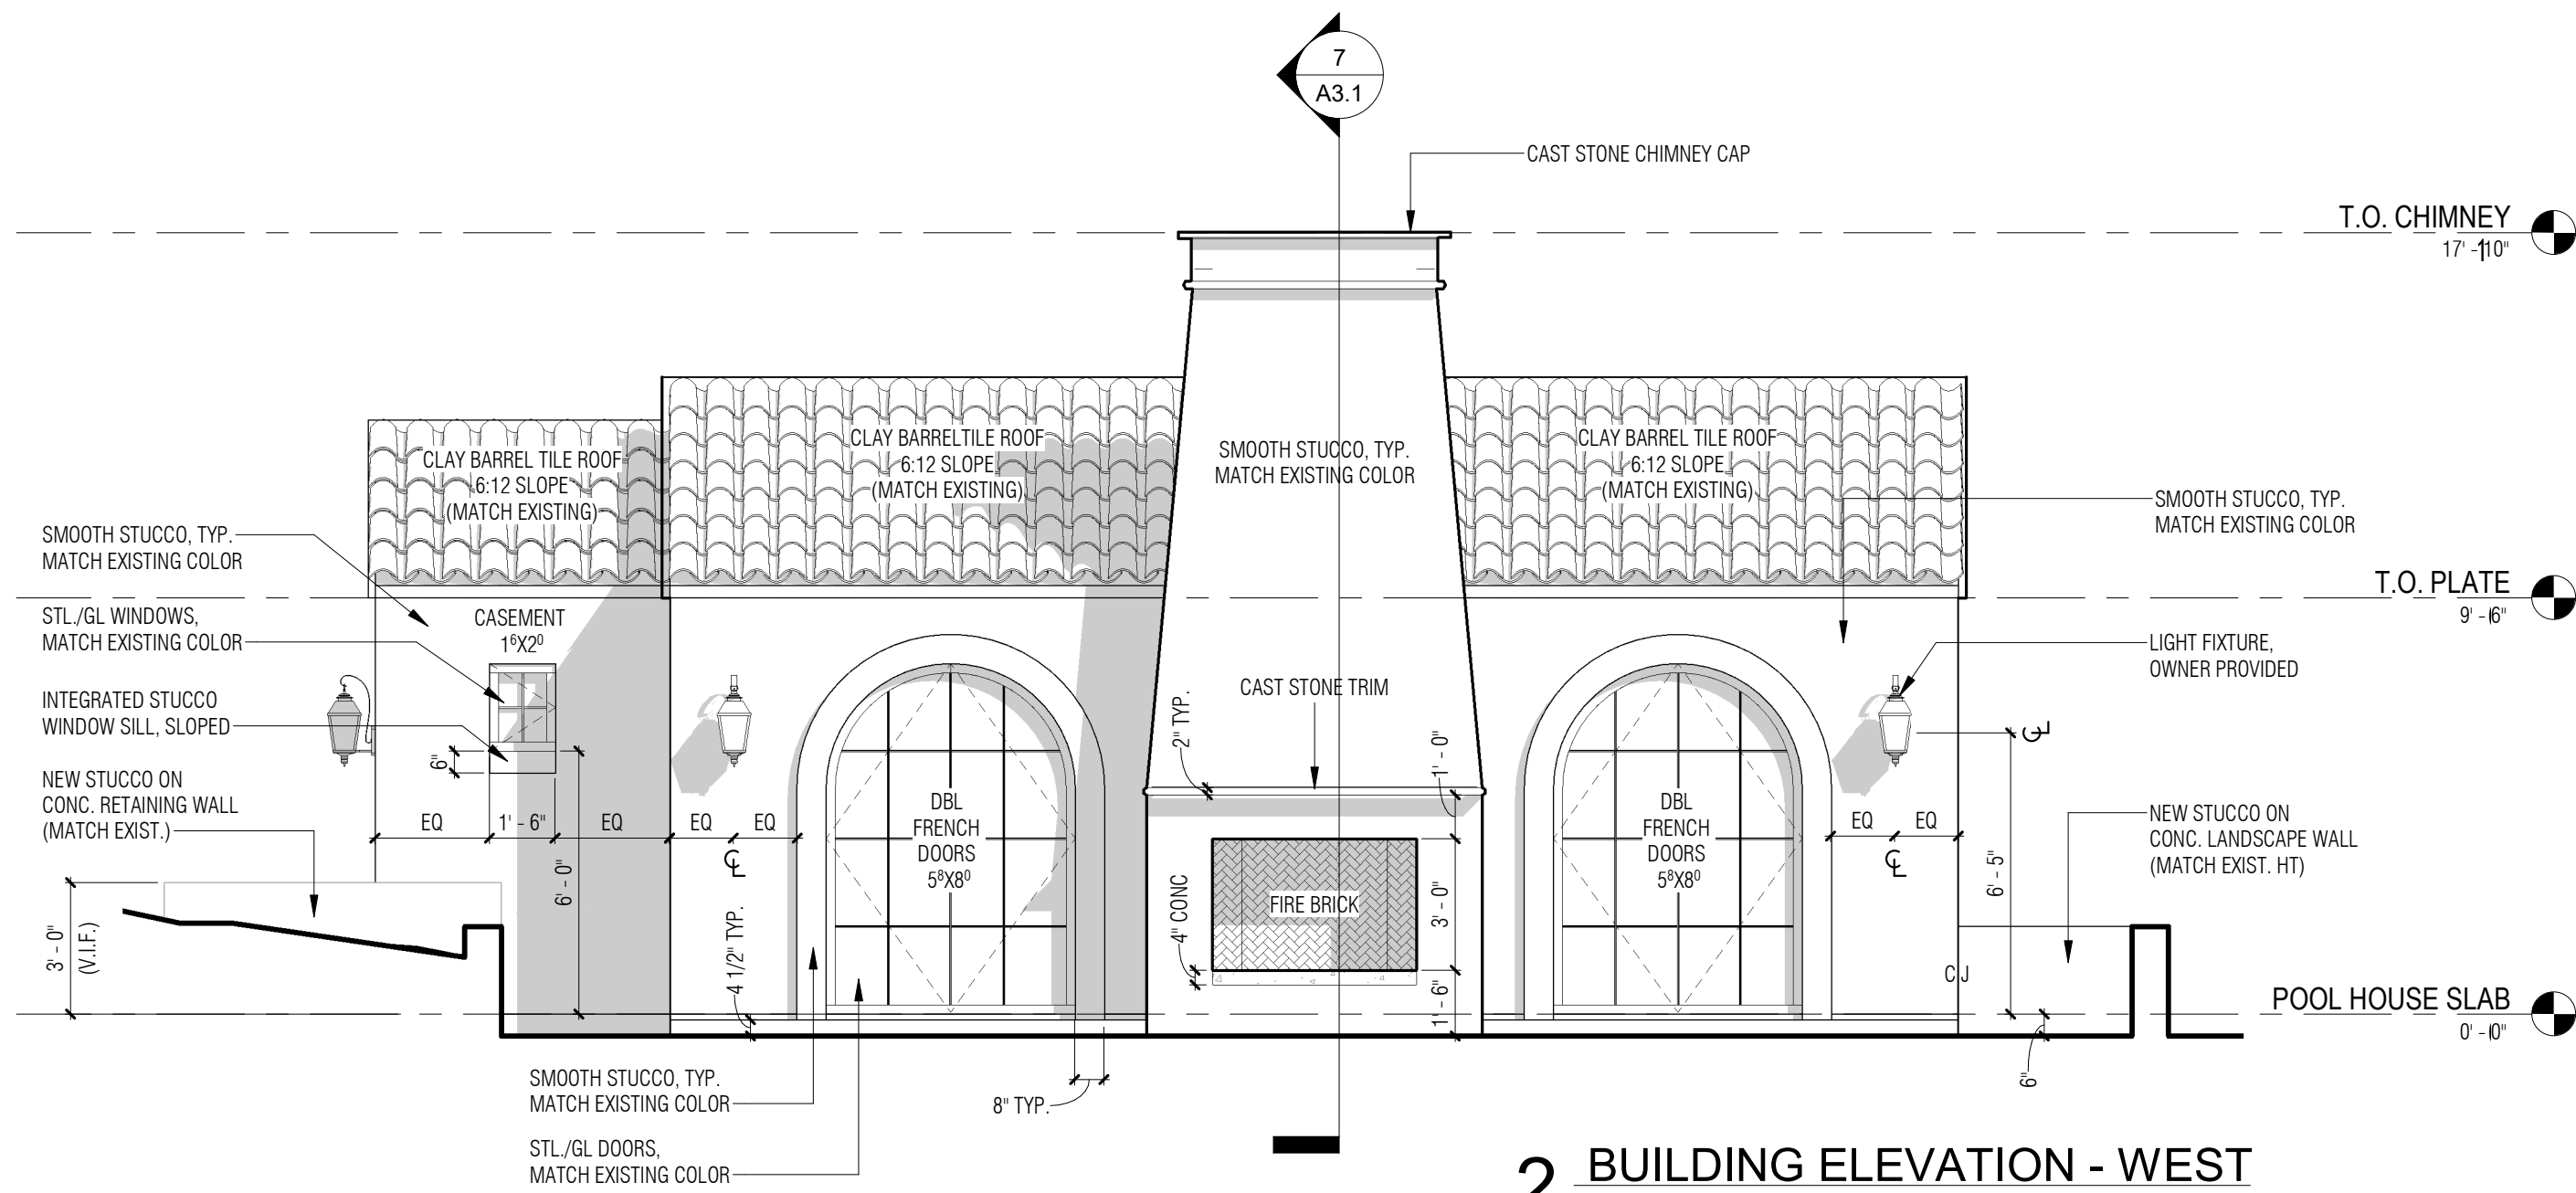 7
A3.1
CAST STONE CHIMNEY CAP
T.O. CHIMNEY
17' - 10"
CLAY BARREL TILE ROOF
6:12 SLOPE
(MATCH EXISTING)
CLAY BARRELTILE ROOF
6:12 SLOPE
(MATCH EXISTING)
SMOOTH STUCCO, TYP.
MATCH EXISTING COLOR
CLAY BARREL TILE ROOF
6:12 SLOPE
(MATCH EXISTING)
SMOOTH STUCCO, TYP.
MATCH EXISTING COLOR
SMOOTH STUCCO, TYP.
MATCH EXISTING COLOR
T.O. PLATE
9' - 6"
STL./GL WINDOWS,
MATCH EXISTING COLOR
CASEMENT
1⁶X2⁰
LIGHT FIXTURE,
OWNER PROVIDED
INTEGRATED STUCCO
WINDOW SILL, SLOPED
CAST STONE TRIM
2" TYP.
1' - 0"
6"
NEW STUCCO ON
CONC. RETAINING WALL
(MATCH EXIST.)
EQ
1' - 6"
EQ
EQ
EQ
CL
6' - 0"
DBL
FRENCH
DOORS
5⁸X8⁰
FIRE BRICK
4" CONC
3' - 0"
1' - 6"
DBL
FRENCH
DOORS
5⁸X8⁰
EQ
EQ
CL
CL
6' - 5"
NEW STUCCO ON
CONC. LANDSCAPE WALL
(MATCH EXIST. HT)
3' - 0"
(V.I.F.)
4 1/2" TYP.
CJ
POOL HOUSE SLAB
0' - 0"
6"
SMOOTH STUCCO, TYP.
MATCH EXISTING COLOR
8" TYP.
STL./GL DOORS,
MATCH EXISTING COLOR
2
BUILDING ELEVATION - WEST